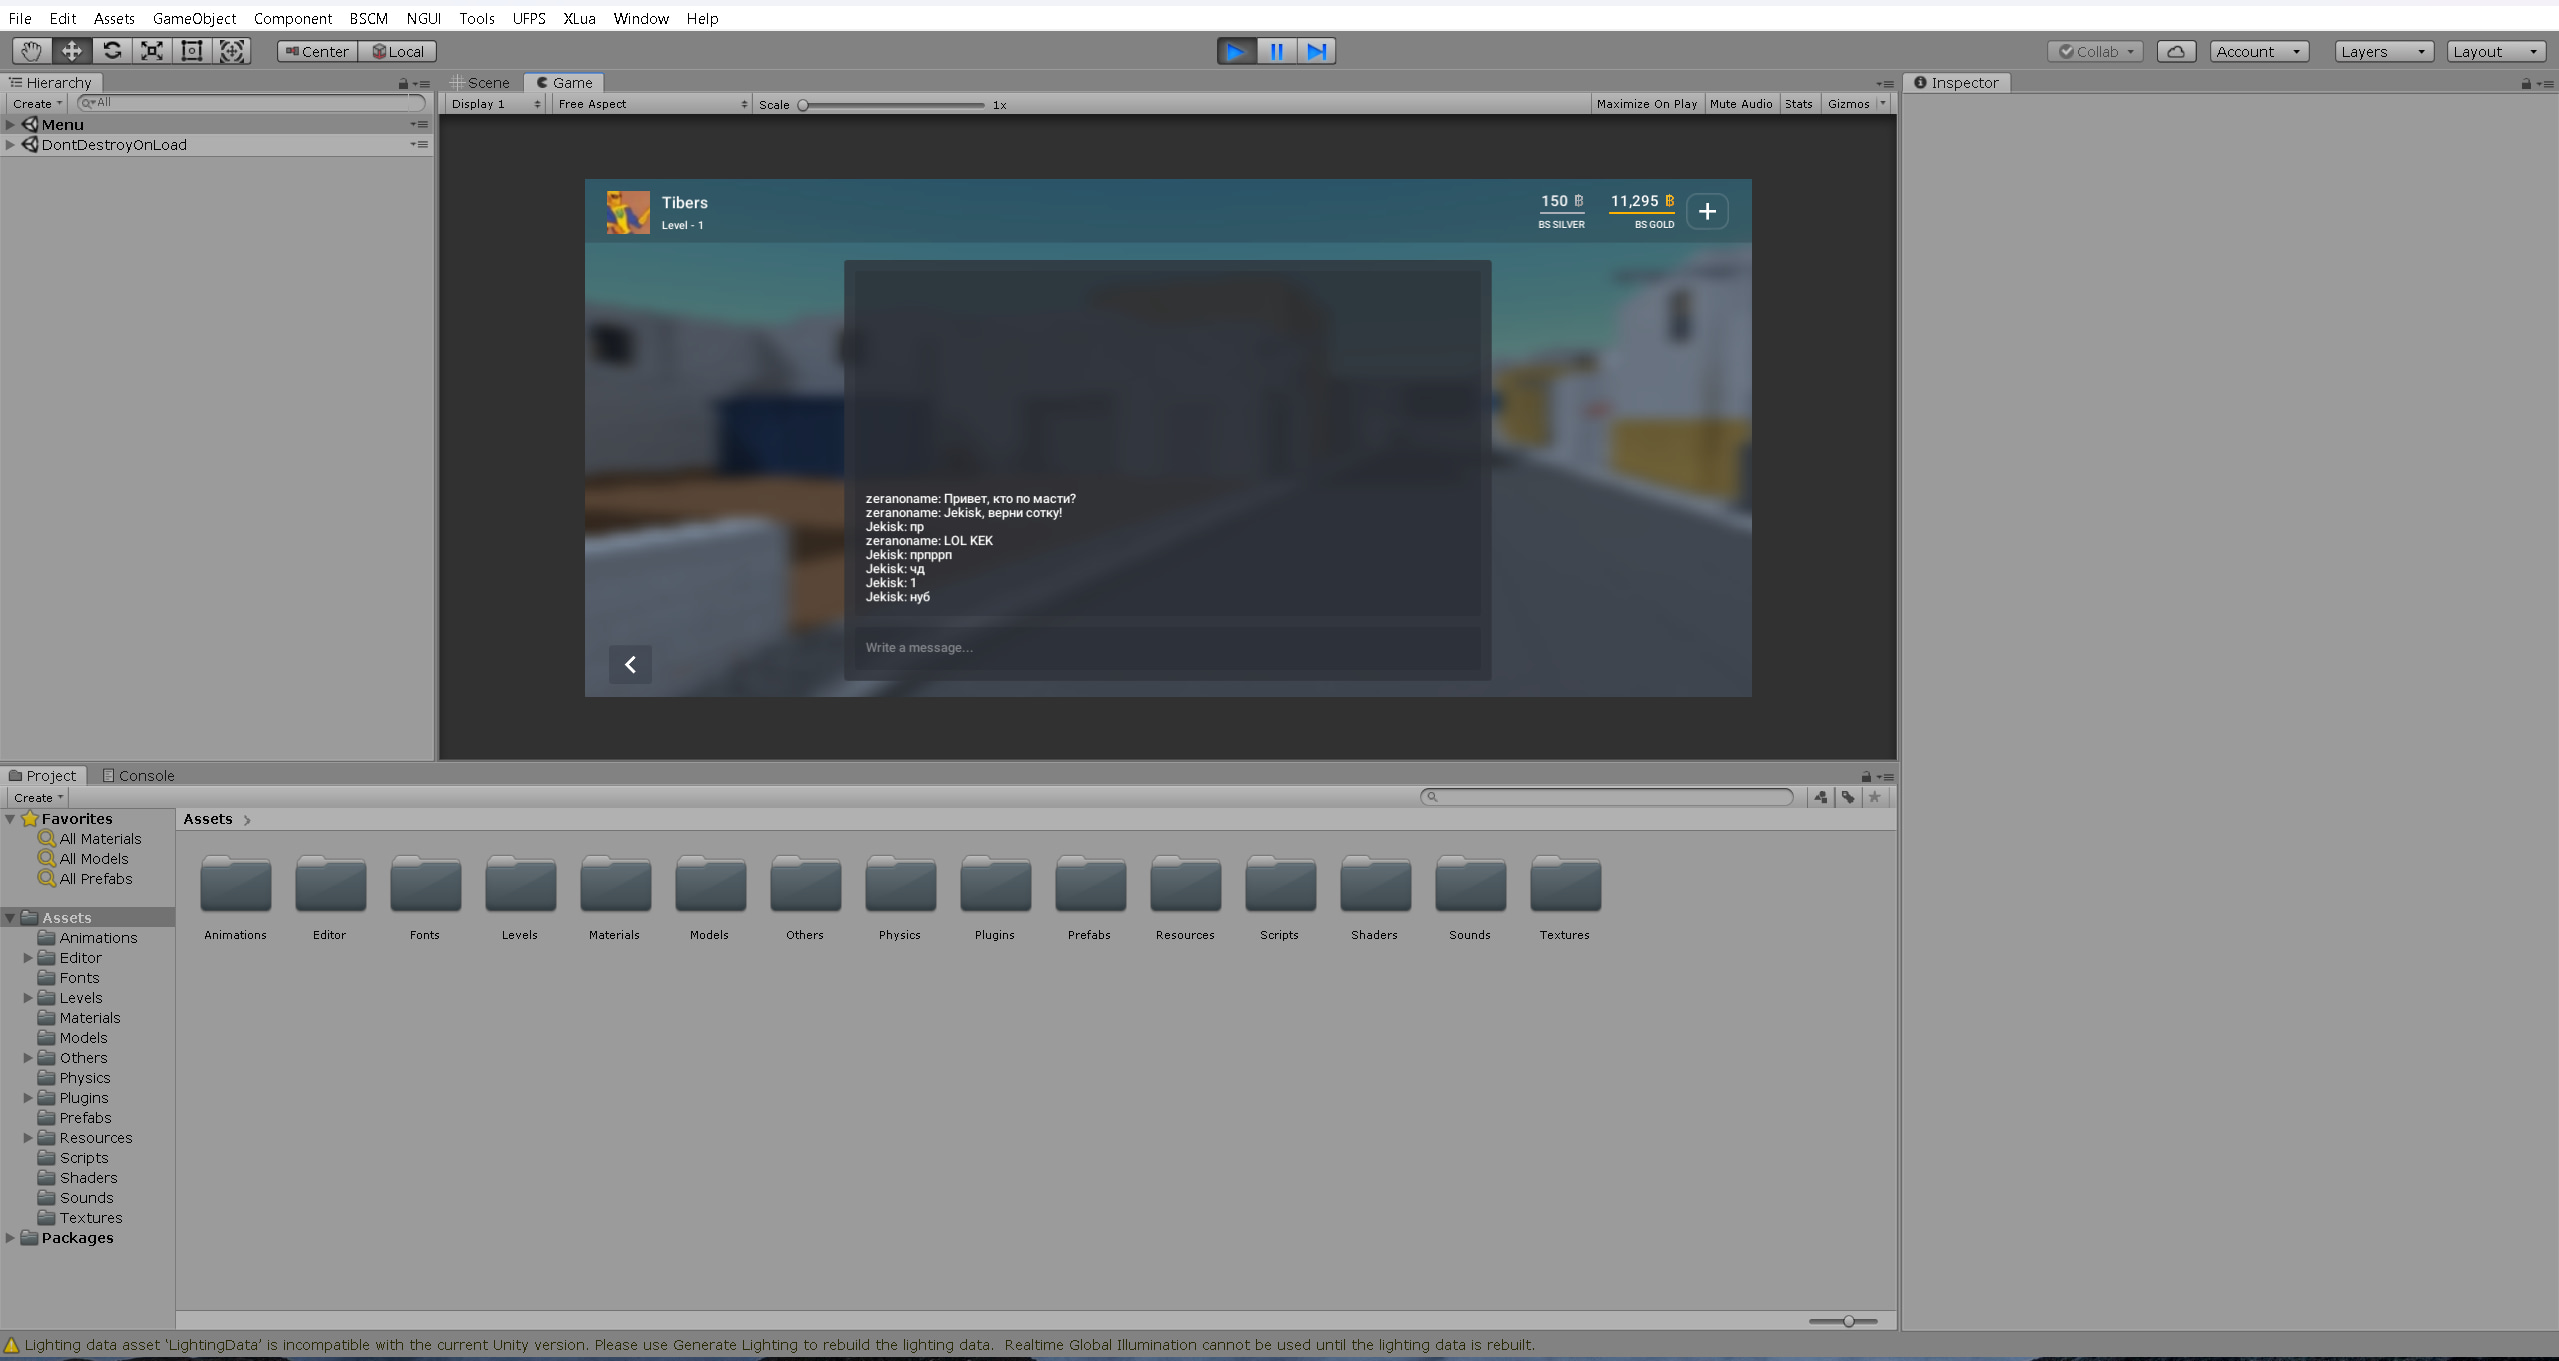 File Edit Assets GameObject Component BSCM NGUI Tools UFPS XLua Window Help
Center Local Collab Account Layers Layout
Hierarchy
Create All
Menu
DontDestroyOnLoad
Scene Game
Display 1 Free Aspect Scale 1x Maximize On Play Mute Audio Stats Gizmos
Tibers
Level - 1
150 11,295
BS SILVER BS GOLD
zeranoname: Привет, кто по масти?
zeranoname: Jekisk, верни сотку!
Jekisk: пр
zeranoname: LOL KEK
Jekisk: прпррп
Jekisk: чд
Jekisk: 1
Jekisk: нуб
Write a message...
Inspector
Project Console
Create
Favorites
All Materials
All Models
All Prefabs
Assets
Animations
Editor
Fonts
Levels
Materials
Models
Others
Physics
Plugins
Prefabs
Resources
Scripts
Shaders
Sounds
Textures
Packages
Assets
Animations Editor Fonts Levels Materials Models Others Physics Plugins Prefabs Resources Scripts Shaders Sounds Textures
Lighting data asset 'LightingData' is incompatible with the current Unity version. Please use Generate Lighting to rebuild the lighting data. Realtime Global Illumination cannot be used until the lighting data is rebuilt.